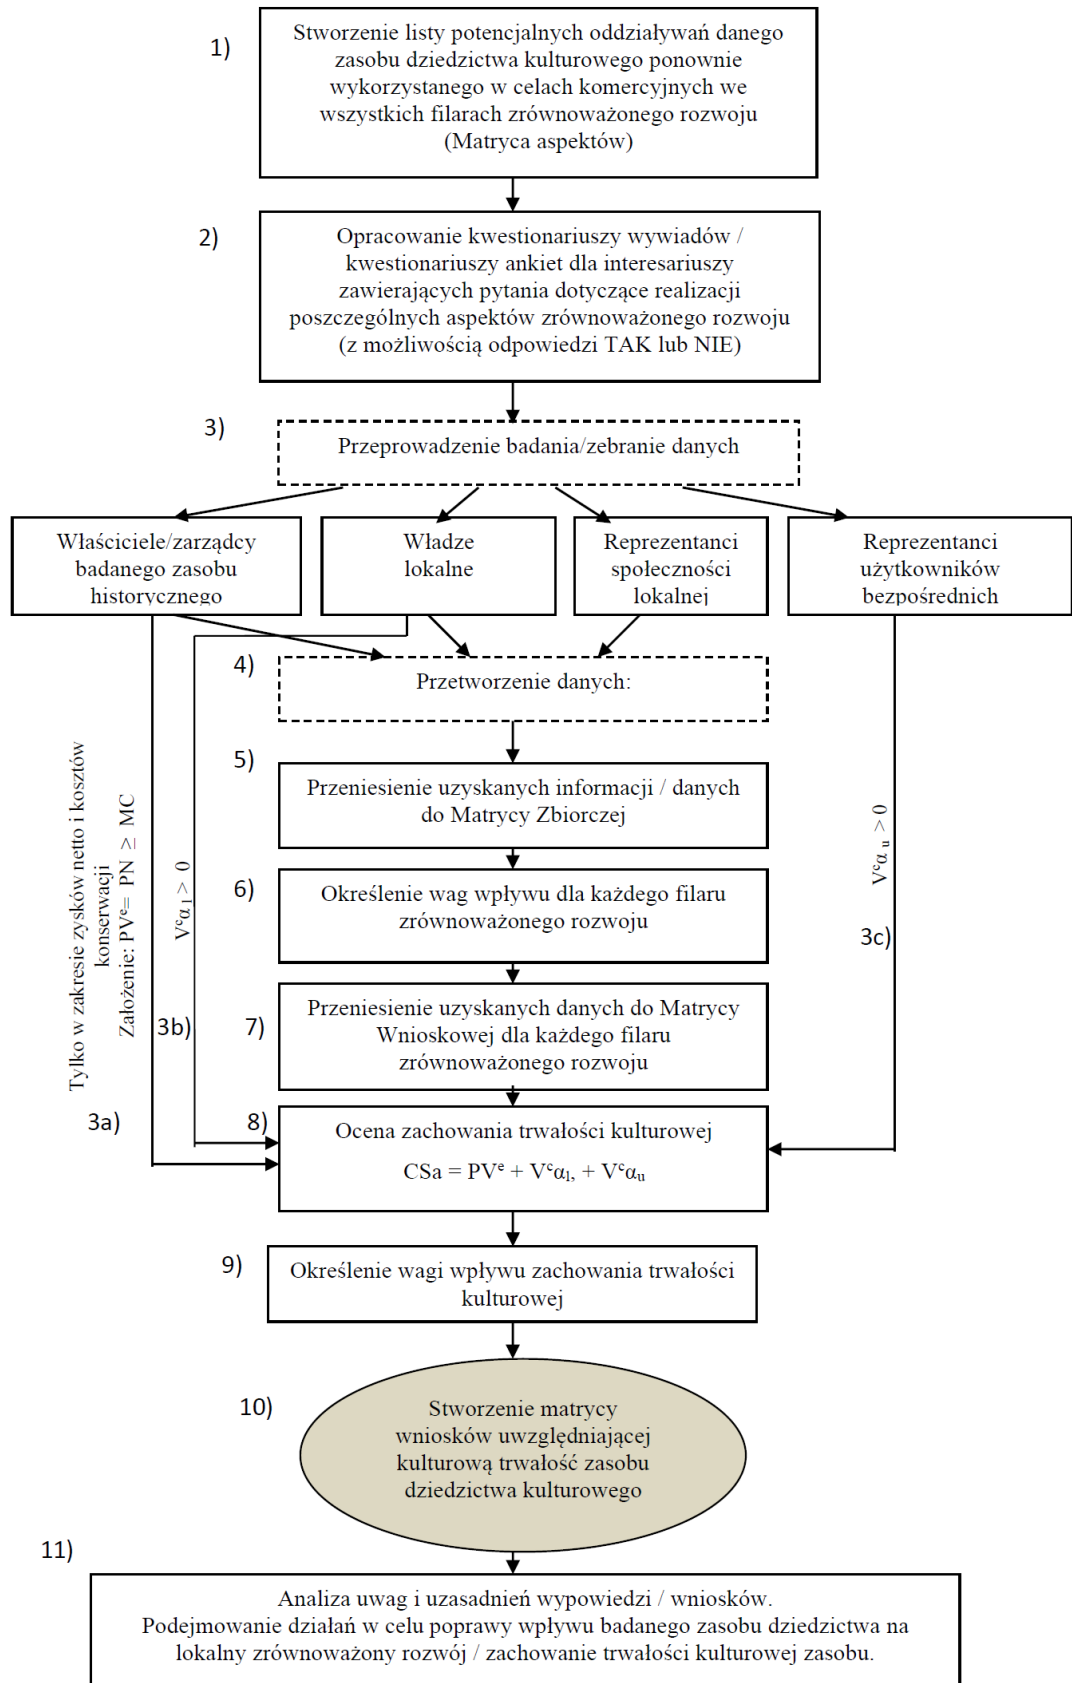 1)
Stworzenie listy potencjalnych oddziaływań danego
zasobu dziedzictwa kulturowego ponownie
wykorzystanego w celach komercyjnych we
wszystkich filarach zrównoważonego rozwoju
(Matryca aspektów)
2)
Opracowanie kwestionariuszy wywiadów /
kwestionariuszy ankiet dla interesariuszy
zawierających pytania dotyczące realizacji
poszczególnych aspektów zrównoważonego rozwoju
(z możliwością odpowiedzi TAK lub NIE)
3)
Przeprowadzenie badania/zebranie danych
Właściciele/zarządcy
badanego zasobu
historycznego
Władze
lokalne
Reprezentanci
społeczności
lokalnej
Reprezentanci
użytkowników
bezpośrednich
4)
Przetworzenie danych:
5)
Przeniesienie uzyskanych informacji / danych
do Matrycy Zbiorczej
6)
Określenie wag wpływu dla każdego filaru
zrównoważonego rozwoju
7)
Przeniesienie uzyskanych danych do Matrycy
Wnioskowej dla każdego filaru
zrównoważonego rozwoju
Tylko w zakresie zysków netto i kosztów
konserwacji
Założenie: PVᵉ= PN ≥ MC
3a)
Vᶜα ₗ > 0
3b)
Vᶜα ᵤ > 0
3c)
8)
Ocena zachowania trwałości kulturowej
CSa = PVᵉ + Vᶜαₗ, + Vᶜαᵤ
9)
Określenie wagi wpływu zachowania trwałości
kulturowej
10)
Stworzenie matrycy
wniosków uwzględniającej
kulturową trwałość zasobu
dziedzictwa kulturowego
11)
Analiza uwag i uzasadnień wypowiedzi / wniosków.
Podejmowanie działań w celu poprawy wpływu badanego zasobu dziedzictwa na
lokalny zrównoważony rozwój / zachowanie trwałości kulturowej zasobu.